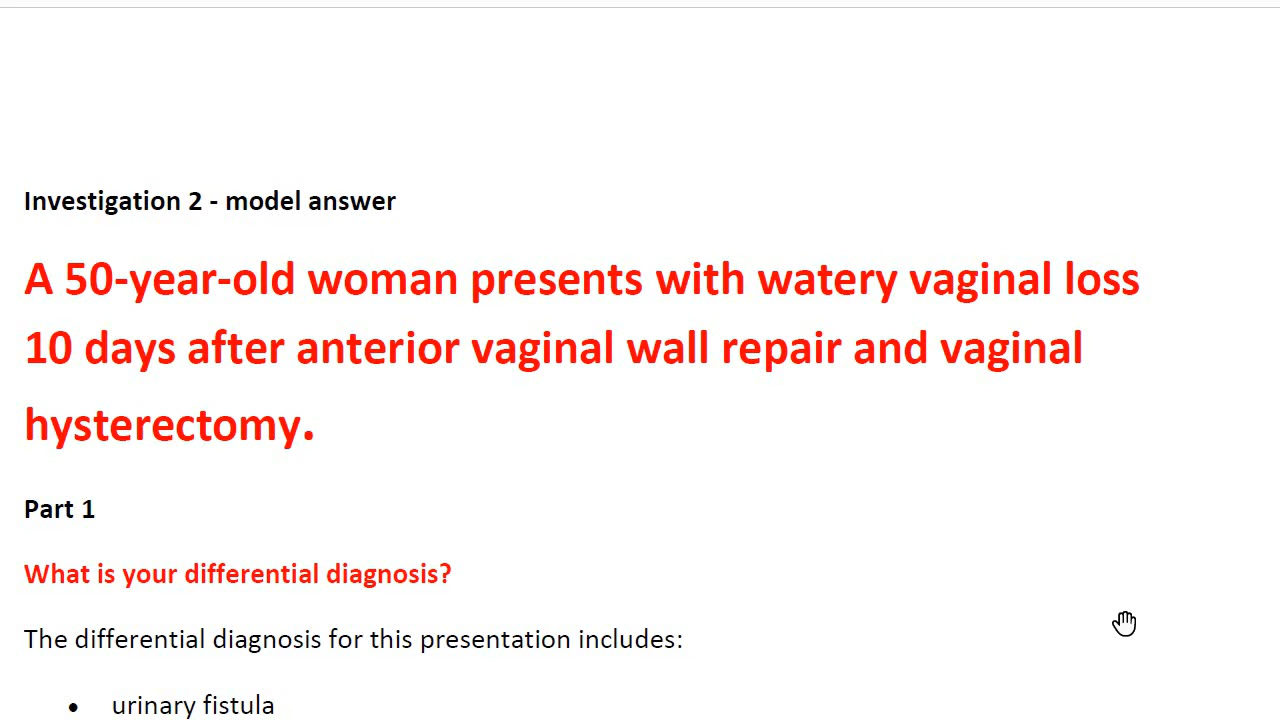 Investigation 2 - model answer
A 50-year-old woman presents with watery vaginal loss
10 days after anterior vaginal wall repair and vaginal
hysterectomy.
Part 1
What is your differential diagnosis?
The differential diagnosis for this presentation includes:
• urinary fistula